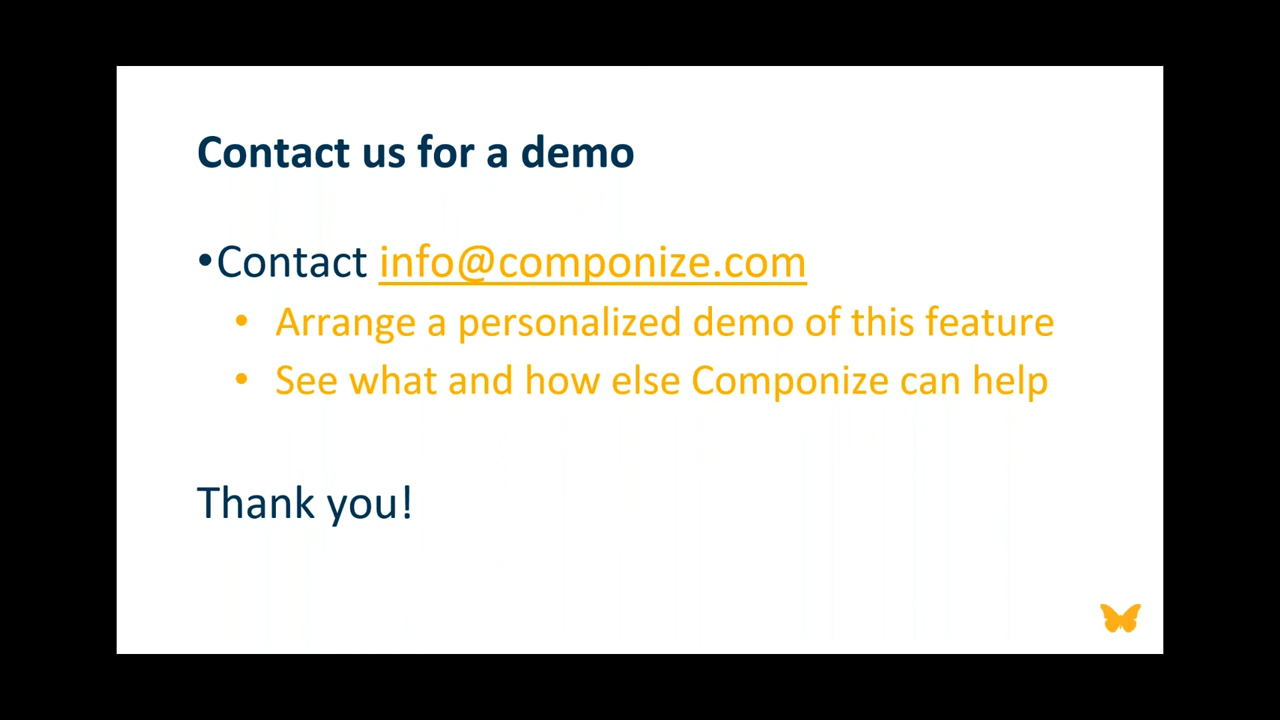 Contact us for a demo
•Contact info@componize.com
• Arrange a personalized demo of this feature
• See what and how else Componize can help
Thank you!